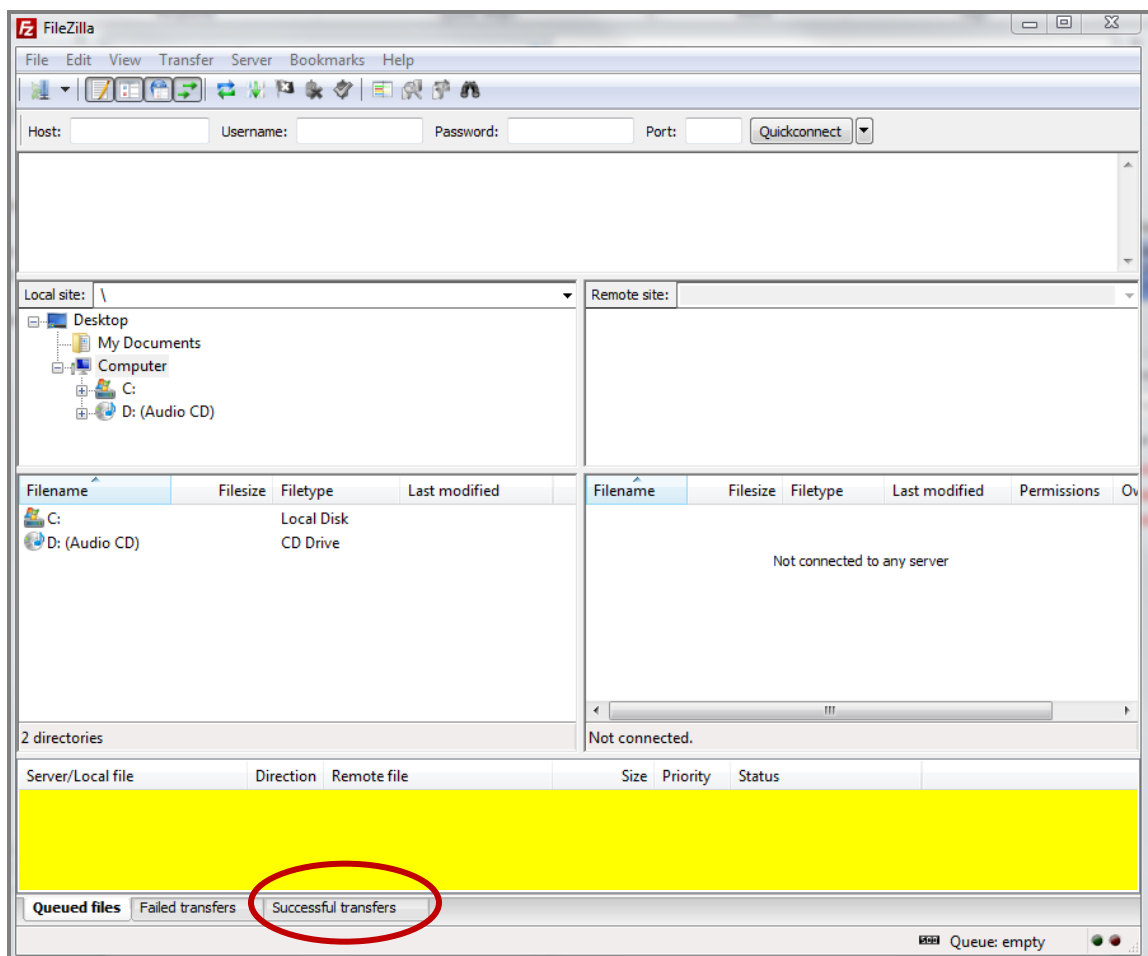 FileZilla
File Edit View Transfer Server Bookmarks Help
Host: Username: Password: Port: Quickconnect
Local site: \
Desktop
My Documents
Computer
C:
D: (Audio CD)
Remote site:
Filename Filesize Filetype Last modified
C: Local Disk
D: (Audio CD) CD Drive
2 directories
Filename Filesize Filetype Last modified Permissions Ow
Not connected to any server
Not connected.
Server/Local file Direction Remote file Size Priority Status
Queued files Failed transfers Successful transfers
Queue: empty